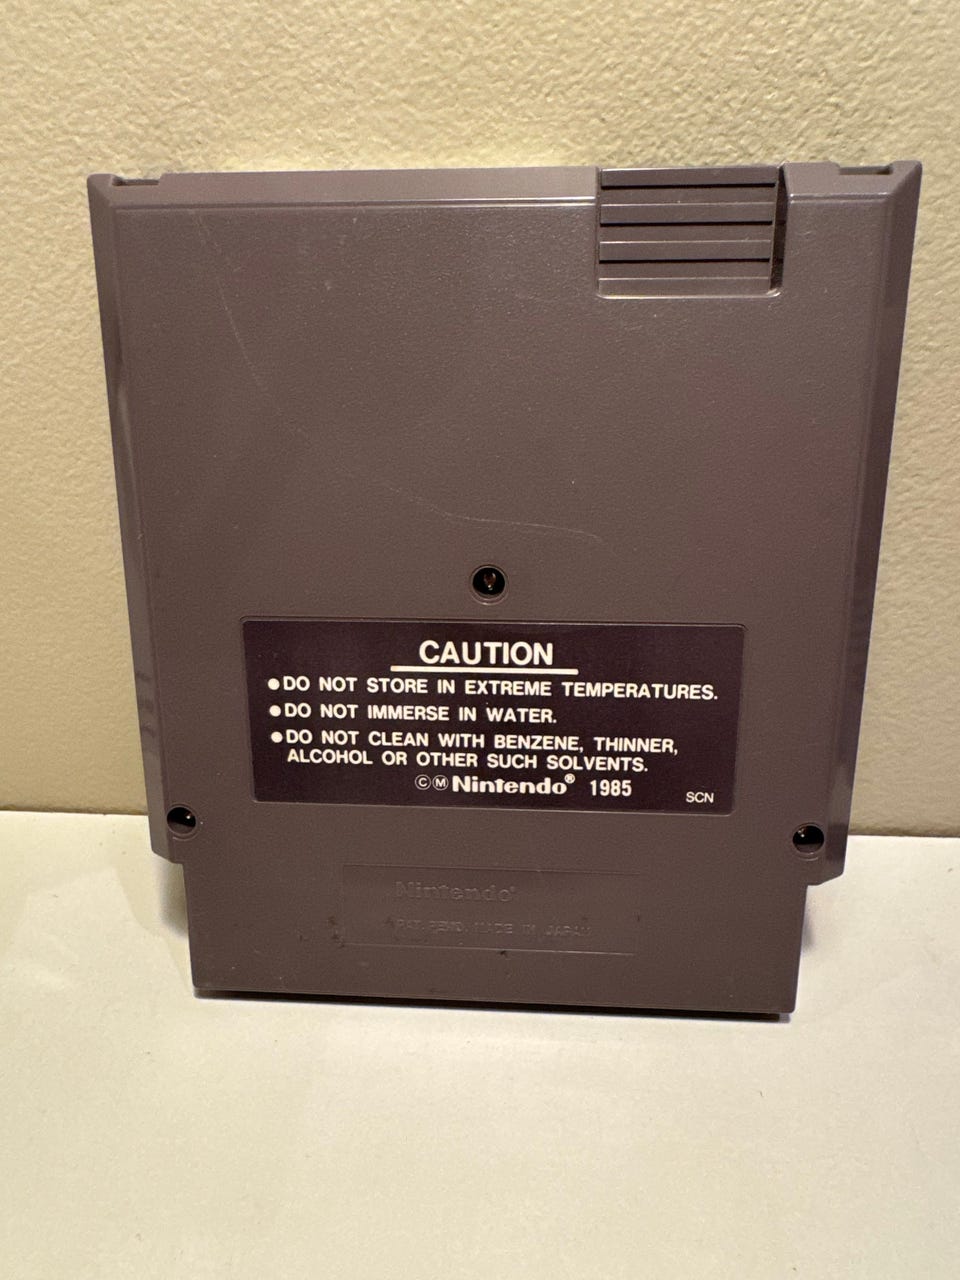 CAUTION
●DO NOT STORE IN EXTREME TEMPERATURES.
●DO NOT IMMERSE IN WATER.
●DO NOT CLEAN WITH BENZENE, THINNER,
ALCOHOL OR OTHER SUCH SOLVENTS.
©Ⓜ Nintendo® 1985
SCN
Nintendo®
PAT. PEND. MADE IN JAPAN